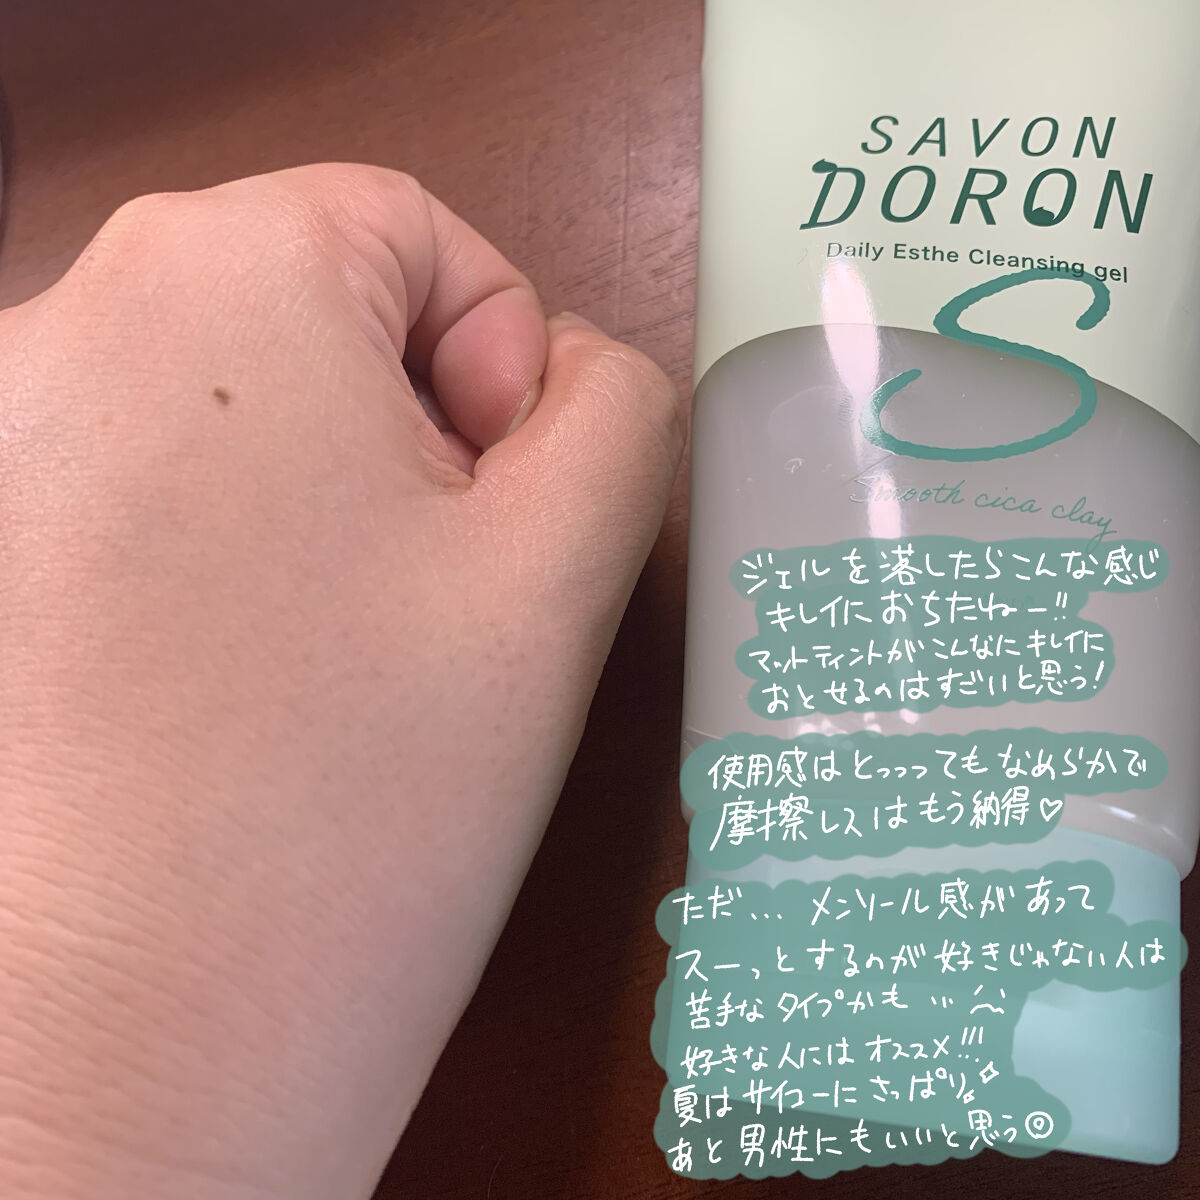 SAVON
DORON
Daily Esthe Cleansing gel
S
Smooth cica clay
ジェルを落したらこんな感じ
キレイにおちたねー!!
マットティントがこんなにキレイに
おとせるのはすごいと思う!
使用感はとっっってもなめらかで
摩擦レスはもう納得♡
ただ... メンソール感があって
スーっとするのが好きじゃない人は
苦手なタイプかも...
好きな人にはオススメ!!!
夏はサイコーにさっぱり。
あと男性にもいいと思う◎